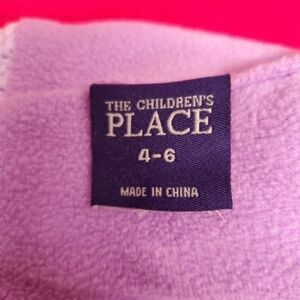 THE CHILDREN'S
PLACE
4-6
MADE IN CHINA